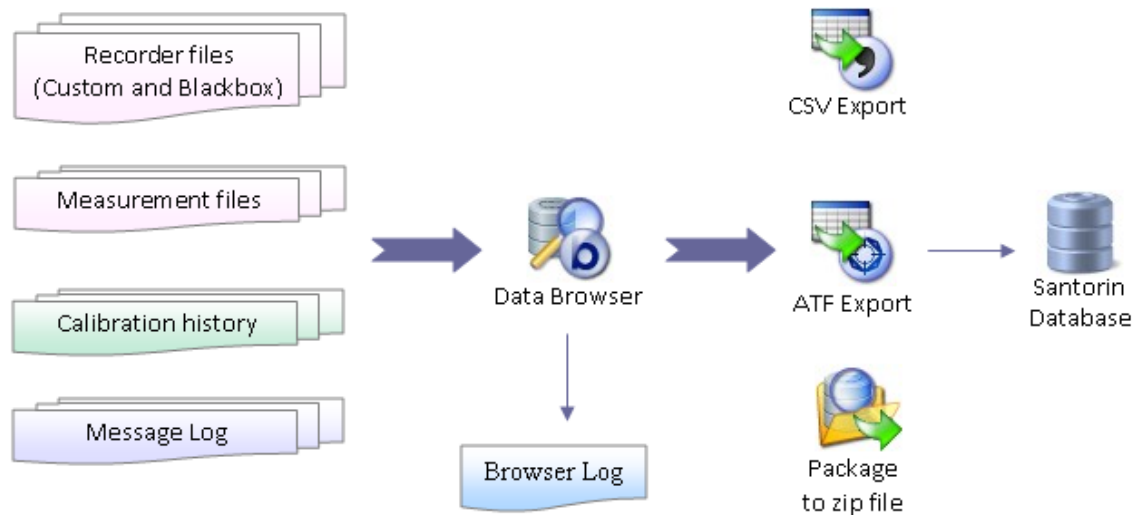 Recorder files
(Custom and Blackbox)
Measurement files
Calibration history
Message Log
Data Browser
Browser Log
CSV Export
ATF Export
Package
to zip file
Santorin
Database